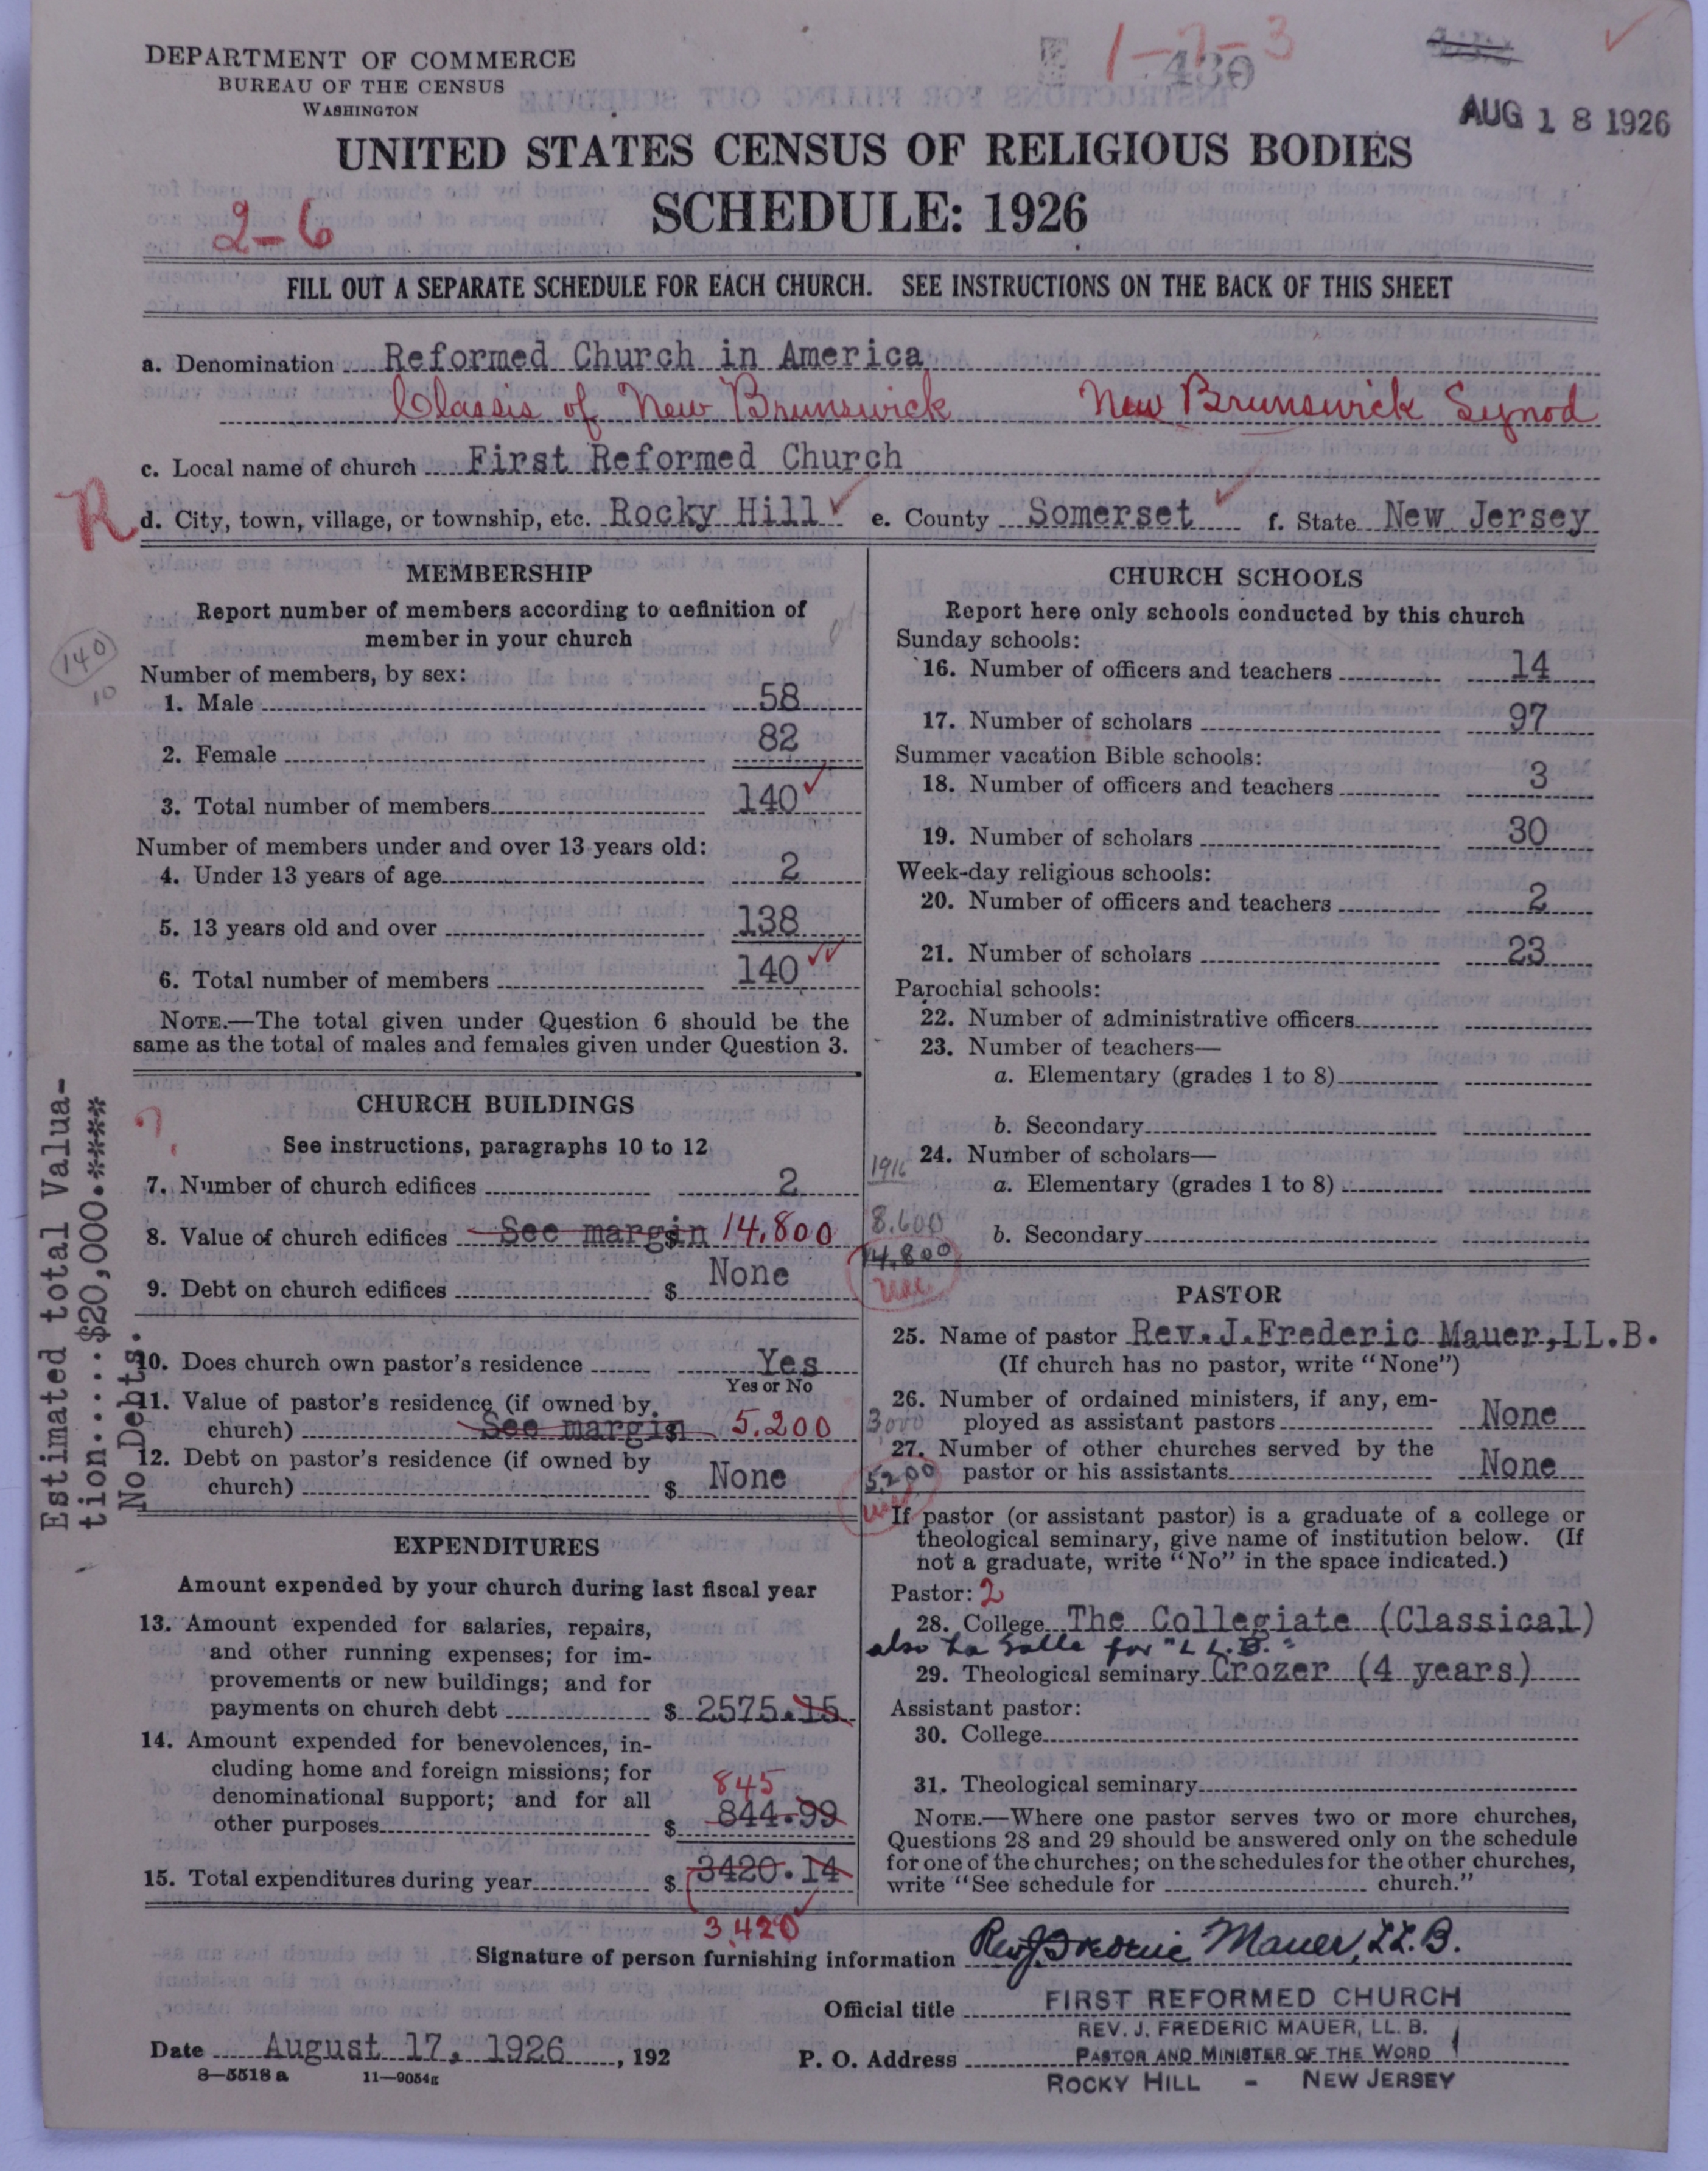 DEPARTMENT OF COMMERCE
BUREAU OF THE CENSUS
WASHINGTON
1-7-3
430
AUG 18 1926
UNITED STATES CENSUS OF RELIGIOUS BODIES
SCHEDULE: 1926
2-6
FILL OUT A SEPARATE SCHEDULE FOR EACH CHURCH. SEE INSTRUCTIONS ON THE BACK OF THIS SHEET
a. Denominaton Reformed Church in America
Classis of New Brunswick New Brunswick Synod
c. Local name of church First Reformed Church
R
d. City, town, village, or township, etc. Rocky Hill e. County Somerset f. State New Jersey
MEMBERSHIP
Report number of members according to definition of
member in your church
140
10
Number of members, by sex:
1. Male 58
2. Female 82
3. Total number of members 140
Number of members under and over 13 years old:
4. Under 13 years of age 2
5. 13 years old and over 138
6. Total number of members 140
NOTE.—The total given under Question 6 should be the
same as the total of males and females given under Question 3.
CHURCH BUILDINGS
See instructions, paragraphs 10 to 12
7. Number of church edifices 2
8. Value of church edifices See margin $ 14,800
9. Debt on church edifices $ None
10. Does church own pastor's residence Yes
Yes or No
11. Value of pastor's residence (if owned by
church) See margin $ 5,200
12. Debt on pastor's residence (if owned by
church) $ None
Estimated total Valua-
tion.....$20,000.****
No Debts.
EXPENDITURES
Amount expended by your church during last fiscal year
13. Amount expended for salaries, repairs,
and other running expenses; for im-
provements or new buildings; and for
payments on church debt $ 2575.15
14. Amount expended for benevolences, in-
cluding home and foreign missions; for
denominational support; and for all
845
other purposes $ 844.99
15. Total expenditures during year $ 3420.14
3,420
CHURCH SCHOOLS
Report here only schools conducted by this church
Sunday schools:
16. Number of officers and teachers 14
17. Number of scholars 97
Summer vacation Bible schools:
18. Number of officers and teachers 3
19. Number of scholars 30
Week-day religious schools:
20. Number of officers and teachers 2
21. Number of scholars 23
Parochial schools:
22. Number of administrative officers
23. Number of teachers—
a. Elementary (grades 1 to 8)
b. Secondary
1916
24. Number of scholars—
a. Elementary (grades 1 to 8)
8,600
b. Secondary
14,800
PASTOR
25. Name of pastor Rev. J. Frederic Mauer, LL.B.
(If church has no pastor, write "None")
26. Number of ordained ministers, if any, em-
3000
ployed as assistant pastors None
27. Number of other churches served by the
5200
pastor or his assistants None
If pastor (or assistant pastor) is a graduate of a college or
theological seminary, give name of institution below. (If
not a graduate, write "No" in the space indicated.)
Pastor: 2
28. College The Collegiate (Classical)
also La Salle for "LL.B."
29. Theological seminary Crozer (4 years)
Assistant pastor:
30. College
31. Theological seminary
NOTE.—Where one pastor serves two or more churches,
Questions 28 and 29 should be answered only on the schedule
for one of the churches; on the schedules for the other churches,
write "See schedule for church."
Signature of person furnishing information Rev J Frederic Mauer, LL.B.
Official title FIRST REFORMED CHURCH
REV. J. FREDERIC MAUER, LL. B.
Date August 17, 1926, 192 P. O. Address PASTOR AND MINISTER OF THE WORD
ROCKY HILL - NEW JERSEY
8—5518 a 11—9054g